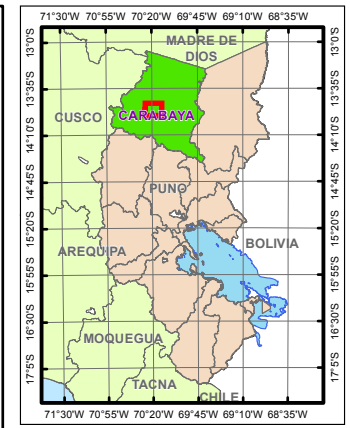 71°30'W 70°55'W 70°20'W 69°45'W 69°10'W 68°35'W
13°0'S 13°0'S
MADRE DE
DIOS
13°35'S 13°35'S
CUSCO
CARABAYA
14°10'S 14°10'S
14°45'S 14°45'S
PUNO
15°20'S 15°20'S
AREQUIPA
BOLIVIA
15°55'S 15°55'S
16°30'S 16°30'S
MOQUEGUA
17°5'S 17°5'S
TACNA
CHILE
71°30'W 70°55'W 70°20'W 69°45'W 69°10'W 68°35'W